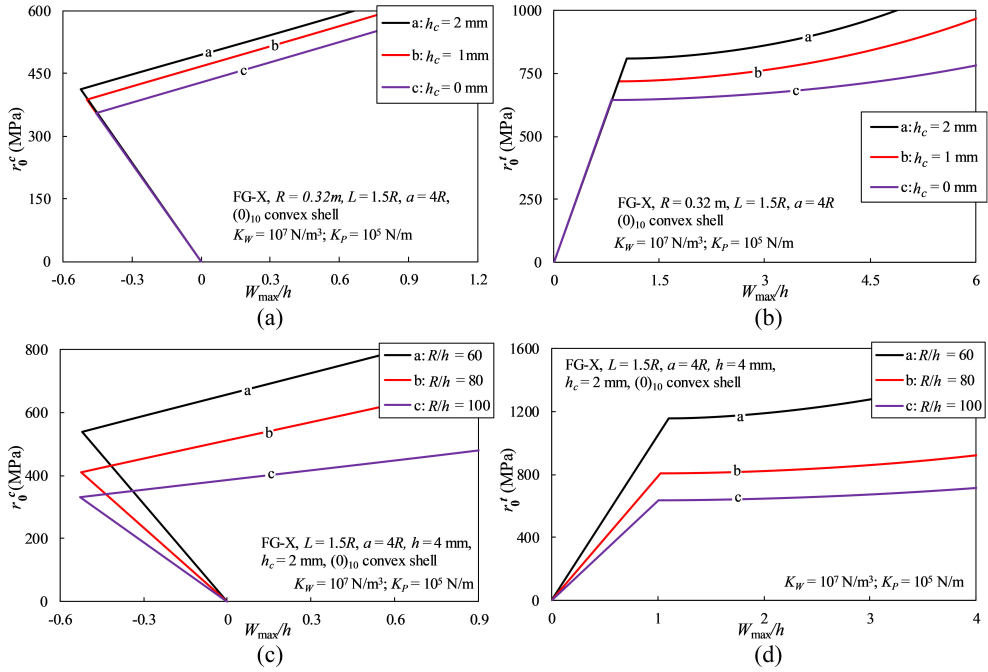 600
450
300
150
0
-0.6
-0.3
0
0.3
0.6
0.9
1.2
r₀ᶜ (MPa)
Wmax/h
a
b
c
a: hc = 2 mm
b: hc = 1mm
c: hc = 0 mm
FG-X, R = 0.32m, L = 1.5R, a = 4R,
(0)10 convex shell
KW = 10⁷ N/m³; KP = 10⁵ N/m
(a)
1000
750
500
250
0
0
1.5
3
4.5
6
r₀ᵗ (MPa)
Wmax/h
a
b
c
a: hc = 2 mm
b: hc = 1 mm
c: hc = 0 mm
FG-X, R = 0.32 m, L = 1.5R, a = 4R
(0)10 convex shell
KW = 10⁷ N/m³; KP = 10⁵ N/m
(b)
800
600
400
200
0
-0.6
-0.3
0
0.3
0.6
0.9
r₀ᶜ (MPa)
Wmax/h
a
b
c
a: R/h = 60
b: R/h = 80
c: R/h = 100
FG-X, L = 1.5R, a = 4R, h = 4 mm,
hc = 2 mm, (0)10 convex shell
KW = 10⁷ N/m³; KP = 10⁵ N/m
(c)
1600
1200
800
400
0
0
1
2
3
4
r₀ᵗ (MPa)
Wmax/h
a
b
c
a: R/h = 60
b: R/h = 80
c: R/h = 100
FG-X, L = 1.5R, a = 4R, h = 4 mm,
hc = 2 mm, (0)10 convex shell
KW = 10⁷ N/m³; KP = 10⁵ N/m
(d)